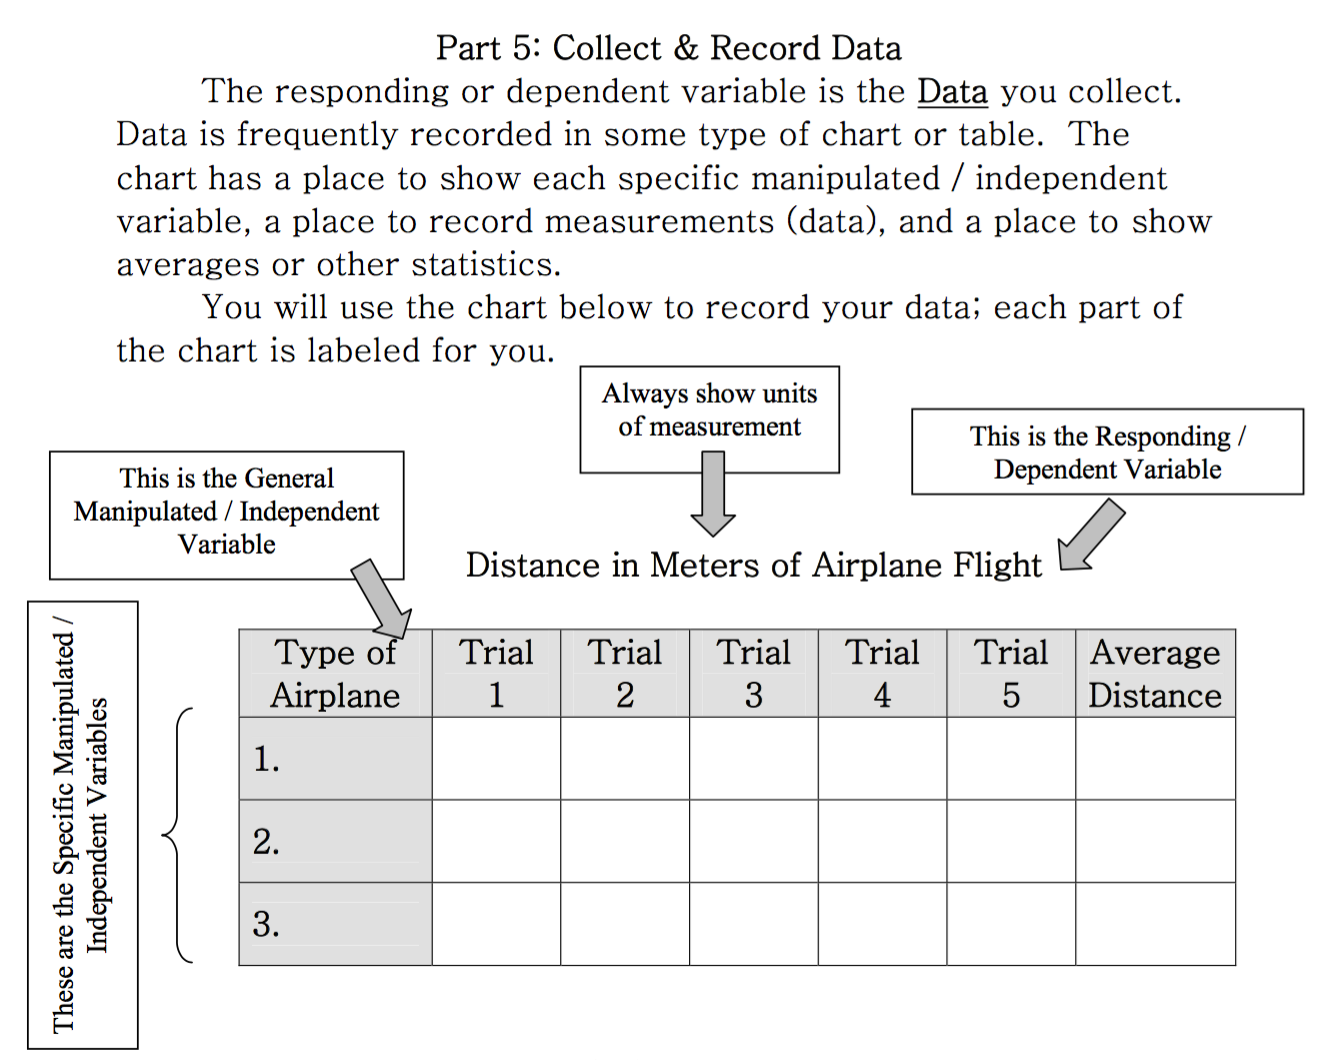 Part 5: Collect & Record Data
The responding or dependent variable is the Data you collect.
Data is frequently recorded in some type of chart or table.  The
chart has a place to show each specific manipulated / independent
variable, a place to record measurements (data), and a place to show
averages or other statistics.
You will use the chart below to record your data; each part of
the chart is labeled for you.
Always show units
of measurement
This is the Responding /
Dependent Variable
This is the General
Manipulated / Independent
Variable
Distance in Meters of Airplane Flight
These are the Specific Manipulated /
Independent Variables
Type of
Airplane
Trial
1
Trial
2
Trial
3
Trial
4
Trial
5
Average
Distance
1.
2.
3.